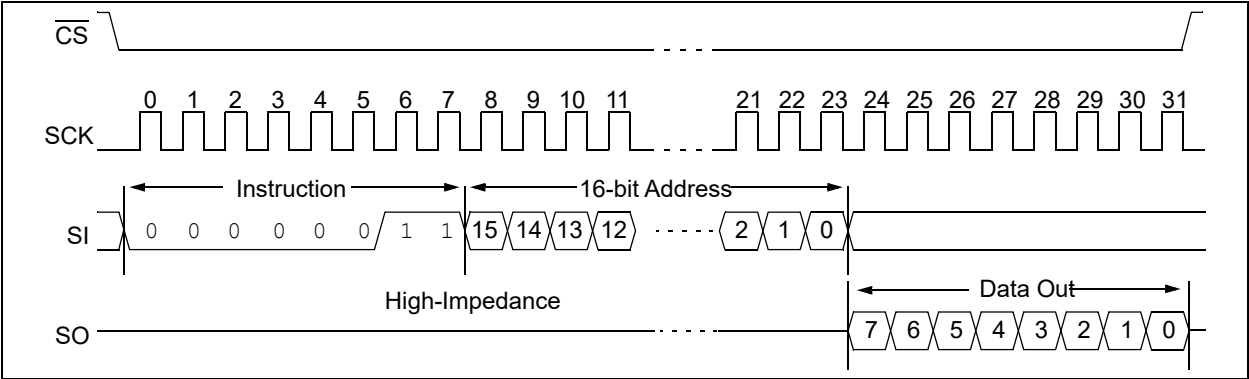 CS
0 1 2 3 4 5 6 7 8 9 10 11 21 22 23 24 25 26 27 28 29 30 31
SCK
Instruction 16-bit Address
SI 0 0 0 0 0 0 1 1 15 14 13 12 2 1 0
High-Impedance Data Out
SO 7 6 5 4 3 2 1 0